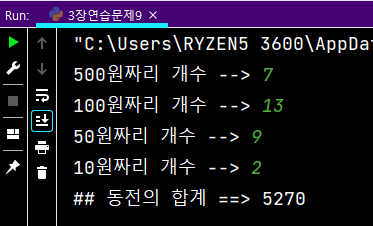 Run: 3장연습문제9 ×
"C:\Users\RYZEN5 3600\AppDat
500원짜리 개수 --> 7
100원짜리 개수 --> 13
50원짜리 개수 --> 9
10원짜리 개수 --> 2
## 동전의 합계 ==> 5270